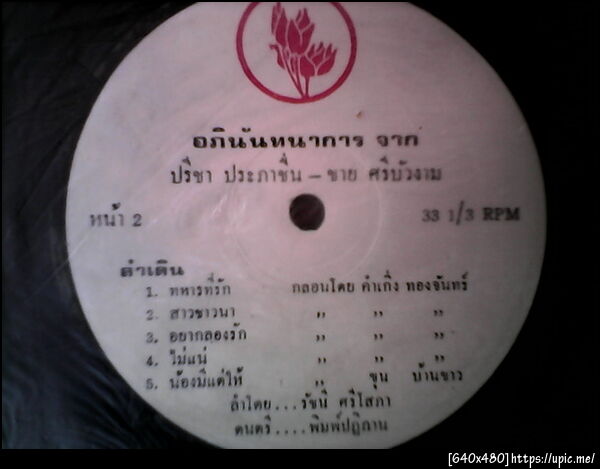 อภินันทนาการ จาก
ปรีชา ประภาชื่น - ชาย ศรีบัวงาม
หน้า 2 33 1/3 RPM
ลำเดิน
1. ทหารที่รัก กลอนโดย คำเกิ่ง ทองจันทร์
2. สาวชาวนา ,, ,, ,,
3. อยากลองรัก ,, ,, ,,
4. ไม่แน่ ,, ,, ,,
5. น้องมีแต่ให้ ,, ขุน บ้านขาว
ลำโดย...รัชนี ศรีโสภา
ดนตรี....พิมพ์ปฏิภาน
[640x480]https://upic.me/